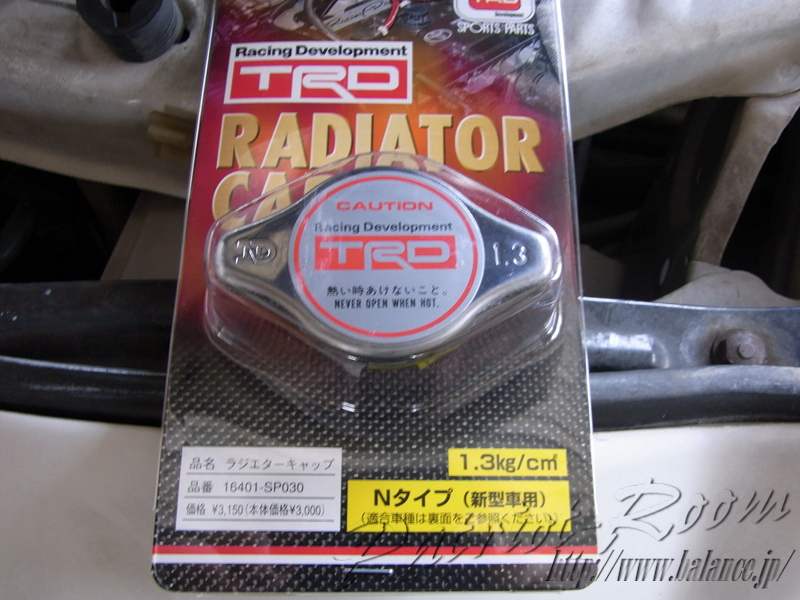 TRD
Development
SPORTS PARTS
Racing Development
TRD
RADIATOR
CAUTION
Racing Development
TRD
1.3
熱い時あけないこと。
NEVER OPEN WHEN HOT.
品名 ラジエターキャップ
品番 16401-SP030
価格 ¥3,150(本体価格¥3,000)
1.3kg/cm²
Nタイプ(新型車用)
(適合車種は裏面をご参照ください)
Patriot-Room
http://www.balance.jp/